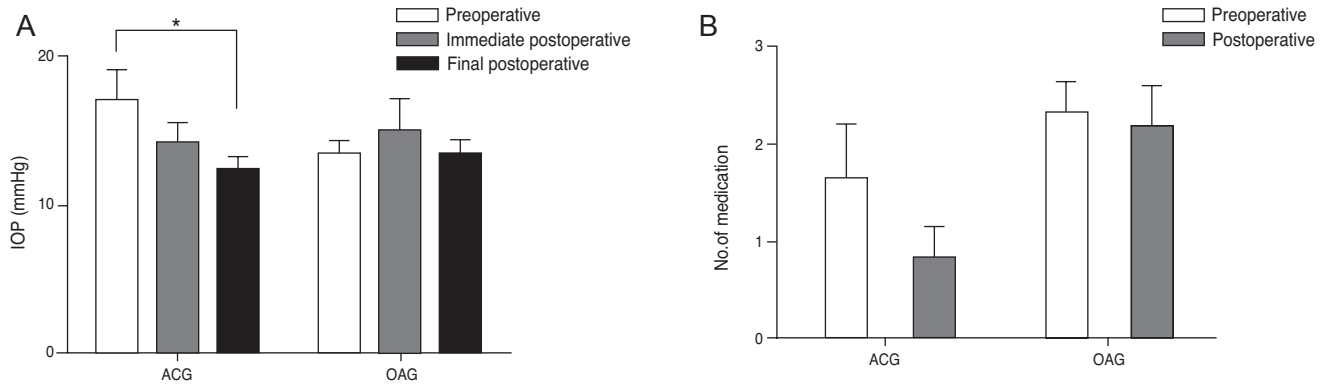 A
*
Preoperative
Immediate postoperative
Final postoperative
20
10
0
IOP (mmHg)
ACG
OAG
B
Preoperative
Postoperative
3
2
1
0
No.of medication
ACG
OAG